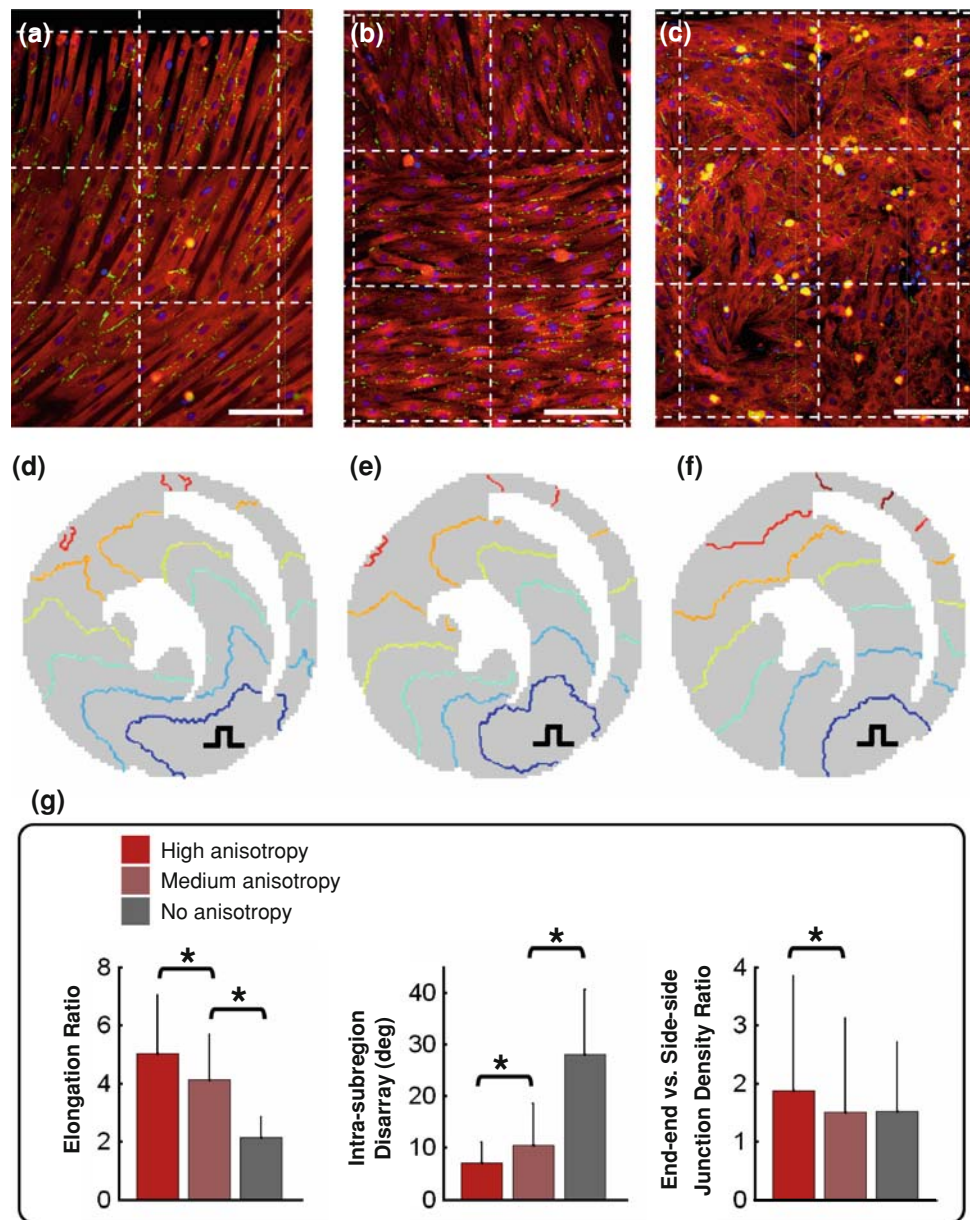 (a)
(b)
(c)
(d)
(e)
(f)
(g)
High anisotropy
Medium anisotropy
No anisotropy
Elongation Ratio
8
6
4
2
0
*
*
Intra-subregion
Disarray (deg)
40
30
20
10
0
*
*
End-end vs. Side-side
Junction Density Ratio
4
3
2
1
0
*